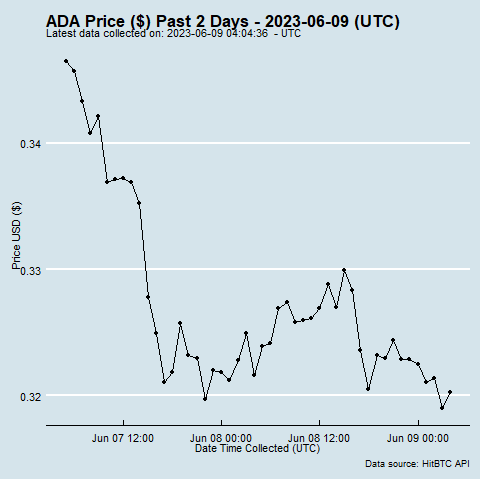 ADA Price ($) Past 2 Days - 2023-06-09 (UTC)
Latest data collected on: 2023-06-09 04:04:36 - UTC
0.34
0.33
0.32
Price USD ($)
Jun 07 12:00 Jun 08 00:00 Jun 08 12:00 Jun 09 00:00
Date Time Collected (UTC)
Data source: HitBTC API